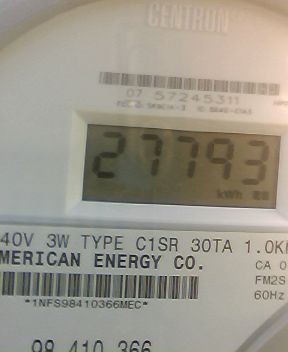 CENTRON
07 57245311
27793
kWh
40V 3W TYPE C1SR 30TA 1.0K
MERICAN ENERGY CO.
CA 0
FM2S
*1NFS98410366MEC*
60Hz
98 410 366